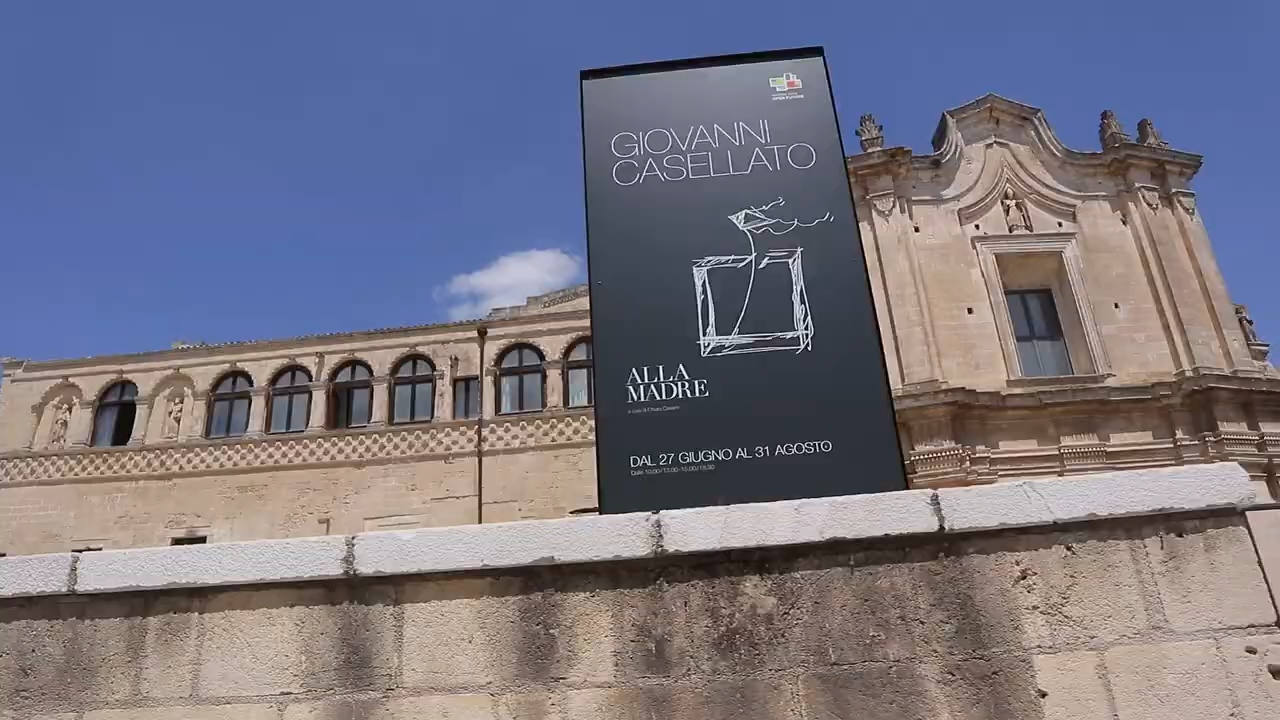 GIOVANNI
CASELLATO
ALLA
MADRE
DAL 27 GIUGNO AL 31 AGOSTO